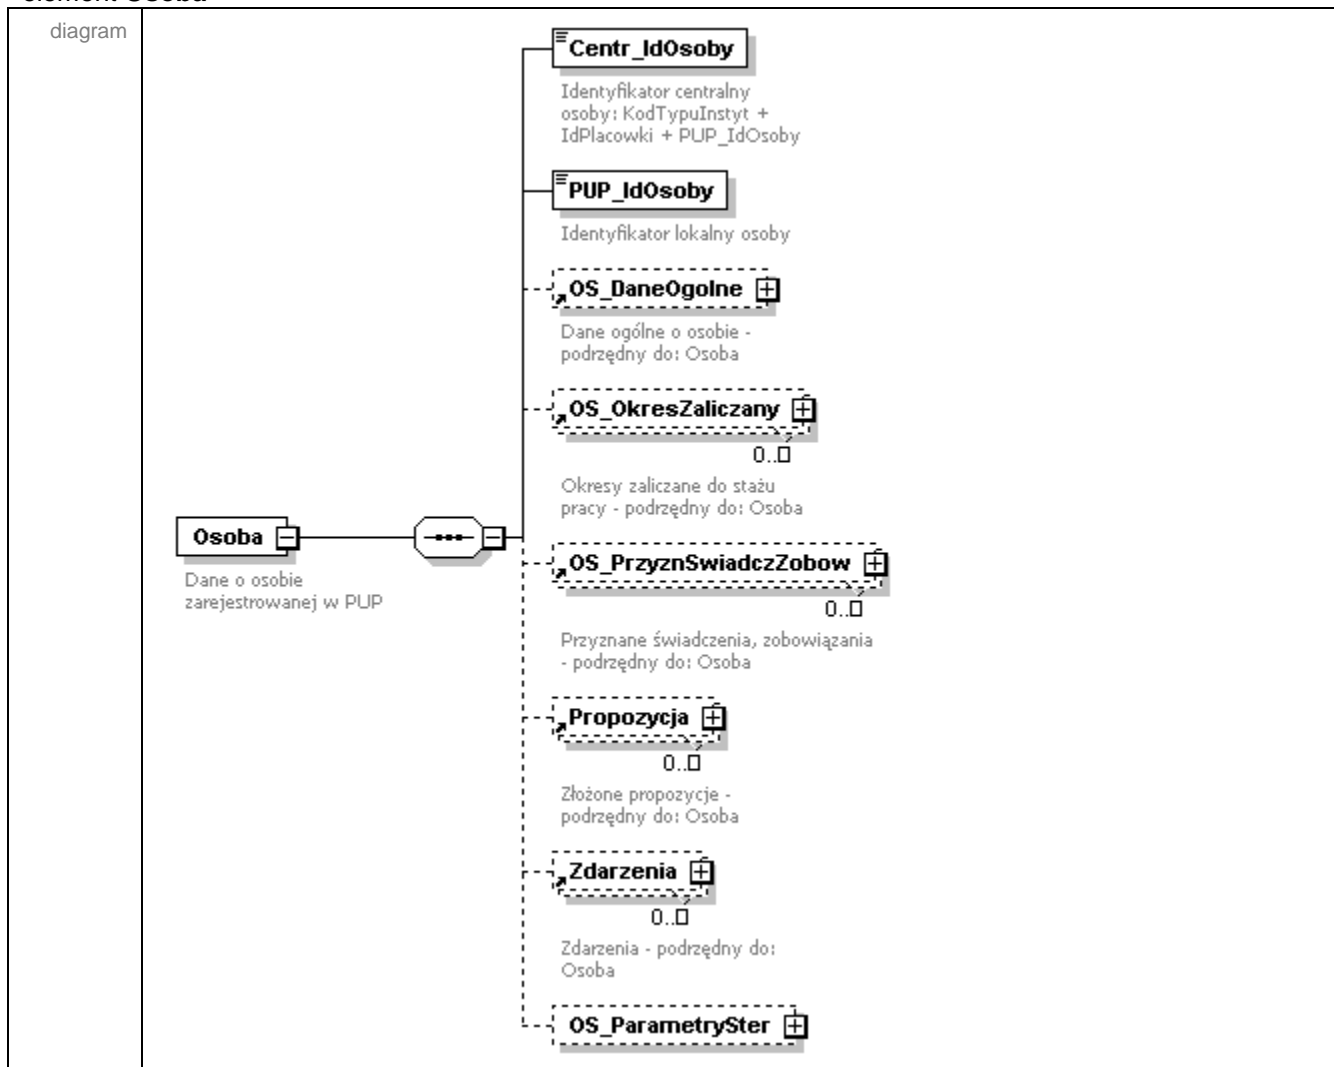 element Osoba
diagram
Centr_IdOsoby
Identyfikator centralny
osoby: KodTypuInstyt +
IdPlacowki + PUP_IdOsoby
PUP_IdOsoby
Identyfikator lokalny osoby
OS_DaneOgolne
Dane ogólne o osobie -
podrzędny do: Osoba
OS_OkresZaliczany
0..□
Okresy zaliczane do stażu
pracy - podrzędny do: Osoba
Osoba
Dane o osobie
zarejestrowanej w PUP
OS_PrzyznSwiadczZobow
0..□
Przyznane świadczenia, zobowiązania
- podrzędny do: Osoba
Propozycja
0..□
Złożone propozycje -
podrzędny do: Osoba
Zdarzenia
0..□
Zdarzenia - podrzędny do:
Osoba
OS_ParametrySter